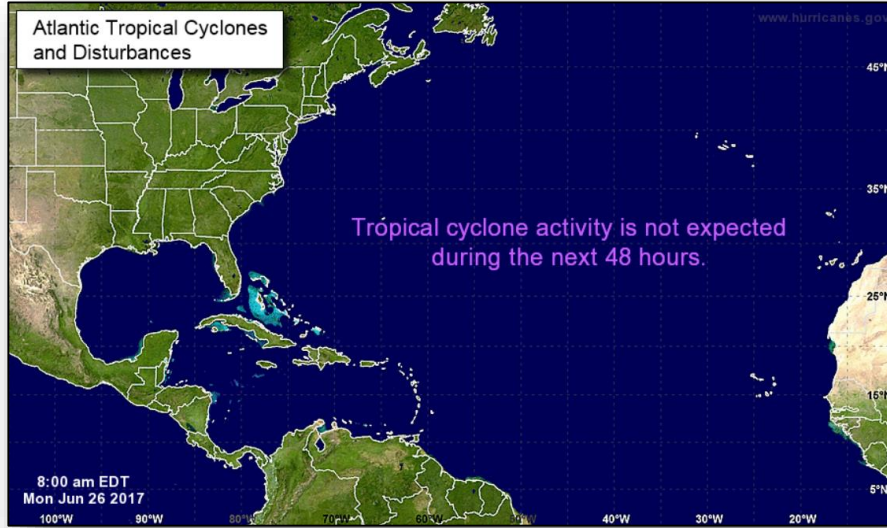 Atlantic Tropical Cyclones
and Disturbances
www.hurricanes.gov
45°N
35°N
Tropical cyclone activity is not expected
during the next 48 hours.
25°N
15°N
8:00 am EDT
Mon Jun 26 2017
5°N
100°W 90°W 80°W 70°W 60°W 50°W 40°W 30°W 20°W